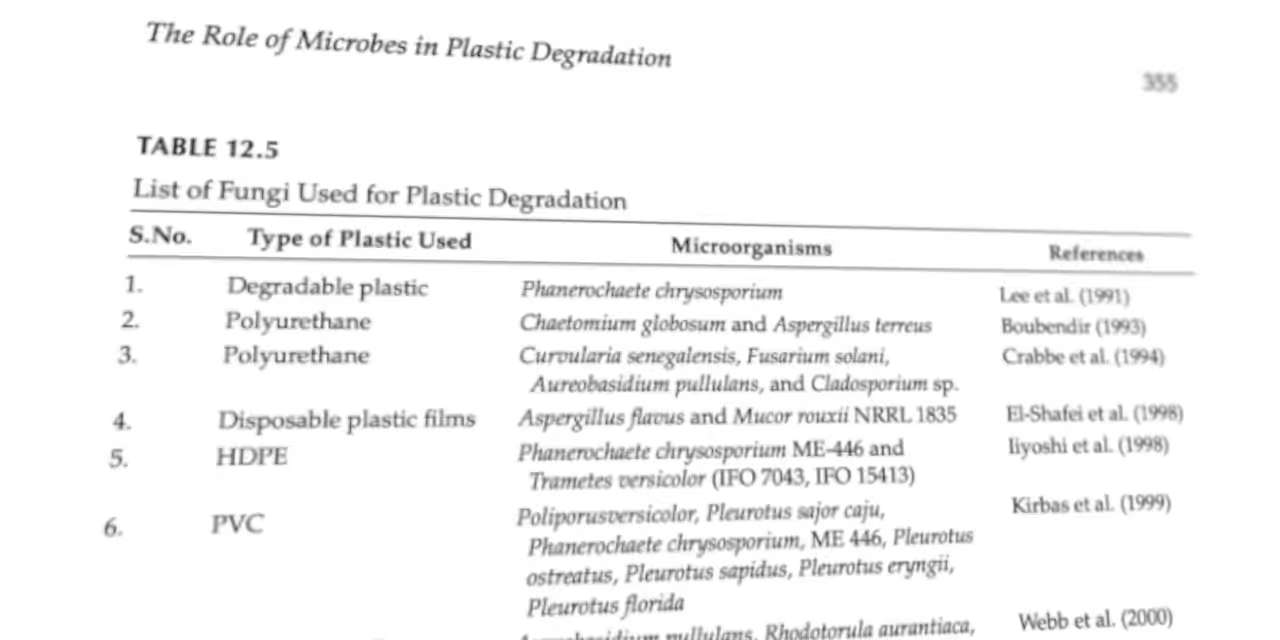 The Role of Microbes in Plastic Degradation
355
TABLE 12.5
List of Fungi Used for Plastic Degradation
S.No. Type of Plastic Used Microorganisms References
1. Degradable plastic Phanerochaete chrysosporium Lee et al. (1991)
2. Polyurethane Chaetomium globosum and Aspergillus terreus Boubendir (1993)
3. Polyurethane Curvularia senegalensis, Fusarium solani, Crabbe et al. (1994)
Aureobasidium pullulans, and Cladosporium sp.
4. Disposable plastic films Aspergillus flavus and Mucor rouxii NRRL 1835 El-Shafei et al. (1998)
5. HDPE Phanerochaete chrysosporium ME-446 and Iiyoshi et al. (1998)
Trametes versicolor (IFO 7043, IFO 15413)
6. PVC Poliporusversicolor, Pleurotus sajor caju, Kirbas et al. (1999)
Phanerochaete chrysosporium, ME 446, Pleurotus
ostreatus, Pleurotus sapidus, Pleurotus eryngii,
Pleurotus florida
pullulans, Rhodotorula aurantiaca, Webb et al. (2000)